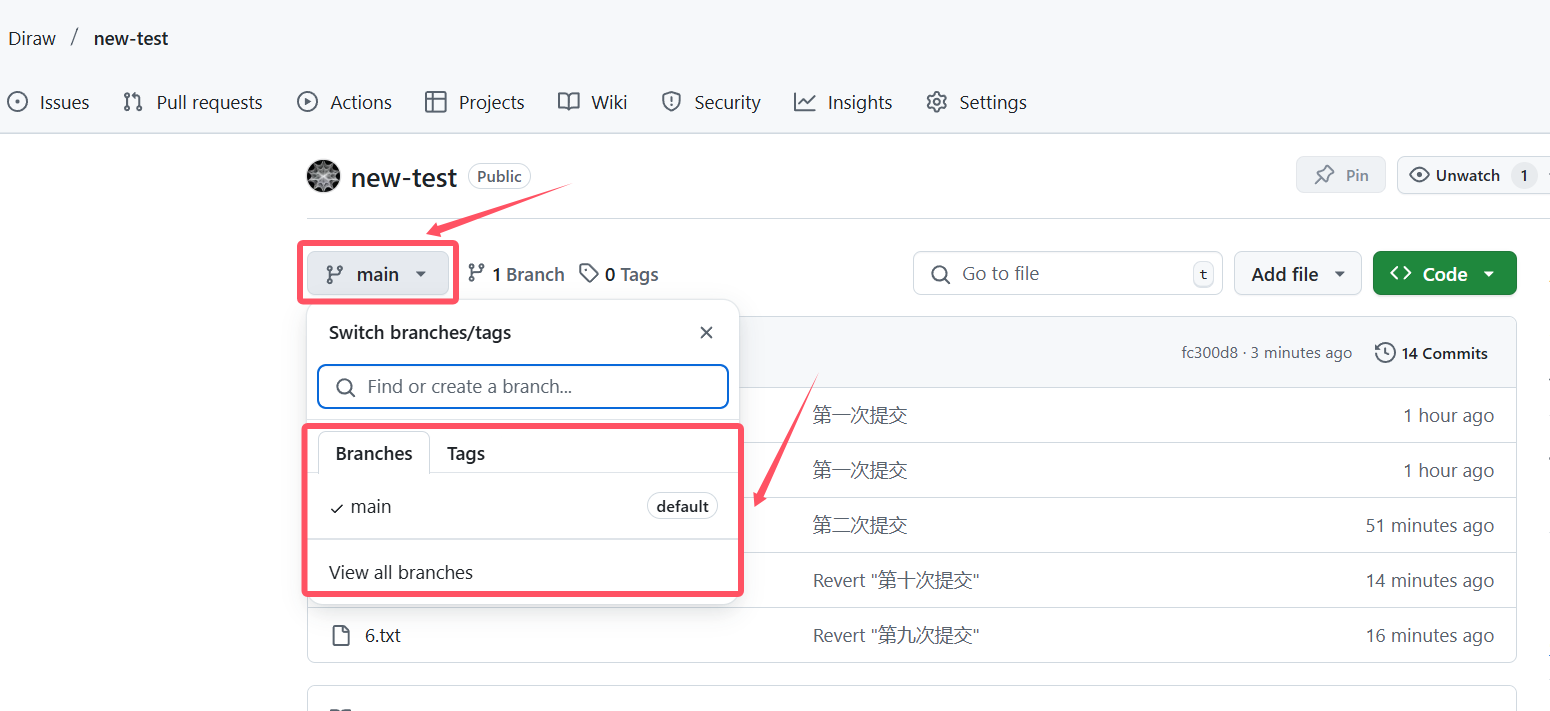 Diraw / new-test
Issues Pull requests Actions Projects Wiki Security Insights Settings
new-test Public Pin Unwatch 1
main 1 Branch 0 Tags Go to file t Add file Code
Switch branches/tags
fc300d8 · 3 minutes ago 14 Commits
Find or create a branch...
第一次提交 1 hour ago
Branches Tags
第一次提交 1 hour ago
main default
第二次提交 51 minutes ago
View all branches
Revert "第十次提交" 14 minutes ago
6.txt Revert "第九次提交" 16 minutes ago